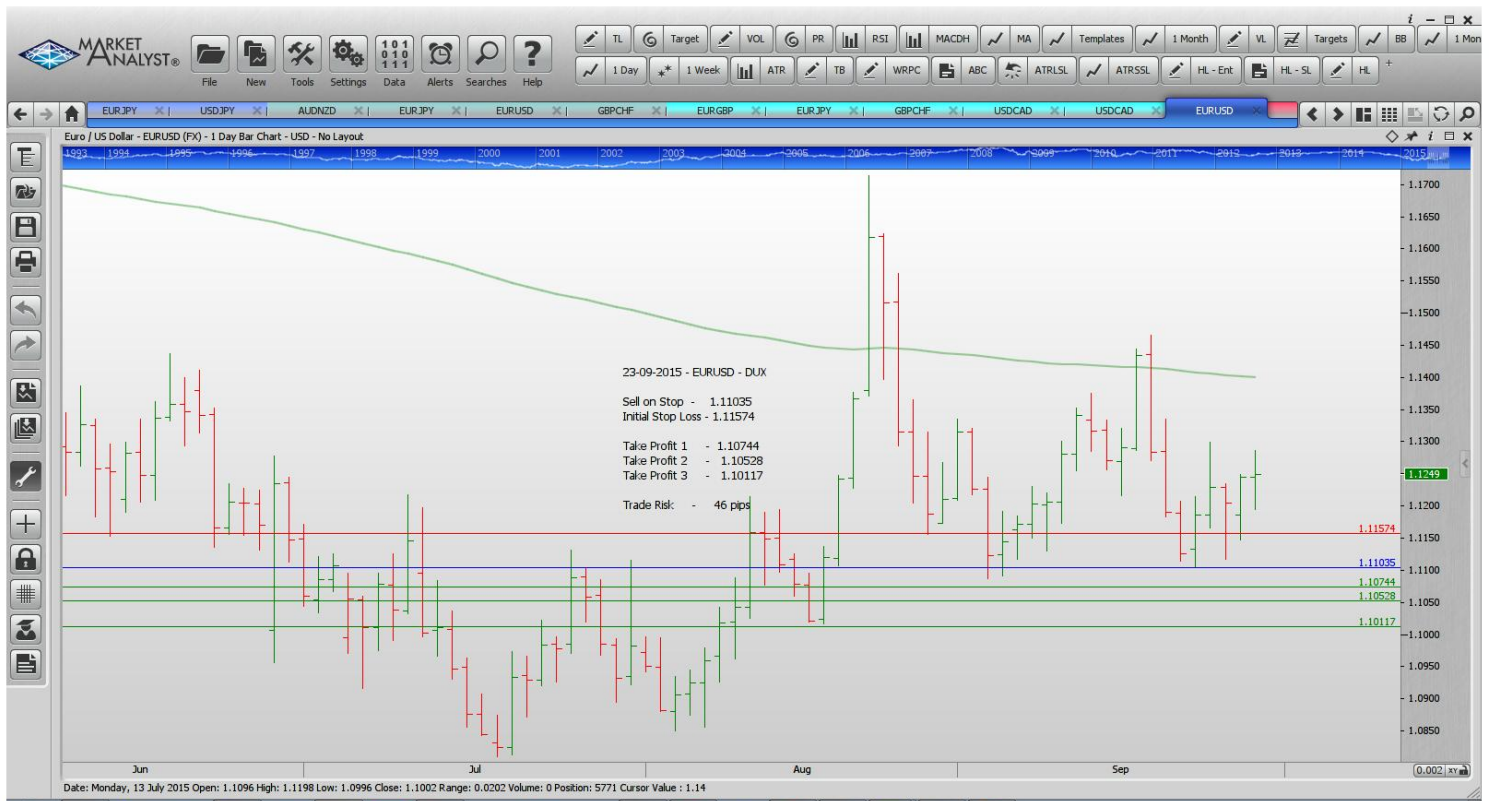 i
MARKET ANALYST®
File New Tools Settings Data Alerts Searches Help
101 010 111
TL Target VOL PR RSI MACDH MA Templates 1 Month VL Targets BB 1 Mon
1 Day 1 Week ATR TB WRPC ABC ATRLSL ATRSSL HL - Ent HL - SL HL +
EURJPY USDJPY AUDNZD EURJPY EURUSD GBPCHF EURGBP EURJPY GBPCHF USDCAD USDCAD EURUSD
Euro / US Dollar - EURUSD (FX) - 1 Day Bar Chart - USD - No Layout
1993 1994 1995 1996 1997 1998 1999 2000 2001 2002 2003 2004 2005 2006 2007 2008 2009 2010 2011 2012 2013 2014 2015
1.1700
1.1650
1.1600
1.1550
1.1500
1.1450
1.1400
1.1350
1.1300
1.1249
1.1200
1.1150
1.1100
1.1050
1.1000
1.0950
1.0900
1.0850
23-09-2015 - EURUSD - DUX
Sell on Stop - 1.11035
Initial Stop Loss - 1.11574
Take Profit 1 - 1.10744
Take Profit 2 - 1.10528
Take Profit 3 - 1.10117
Trade Risk - 46 pips
1.11574
1.11035
1.10744
1.10528
1.10117
Jun Jul Aug Sep
0.002 XY
Date: Monday, 13 July 2015 Open: 1.1096 High: 1.1198 Low: 1.0996 Close: 1.1002 Range: 0.0202 Volume: 0 Position: 5771 Cursor Value : 1.14